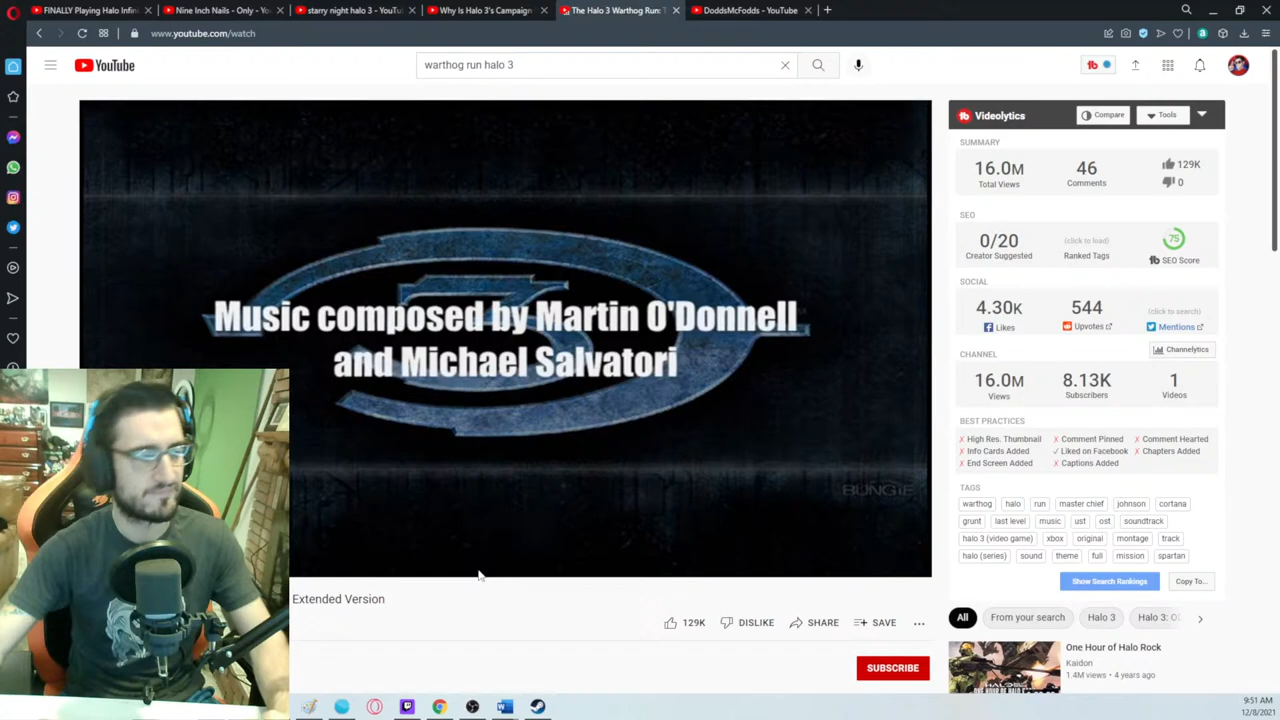 FINALLY Playing Halo Infini
Nine Inch Nails - Only - Yo
starry night halo 3 - YouTu
Why Is Halo 3's Campaign
The Halo 3 Warthog Run: T
DoddsMcFodds - YouTube
www.youtube.com/watch
YouTube
warthog run halo 3
tb
Music composed by Martin O'Donnell
and Michael Salvatori
BUNGIE
Extended Version
129K
DISLIKE
SHARE
SAVE
SUBSCRIBE
tb Videolytics
Compare
Tools
SUMMARY
16.0M 46 129K
Total Views Comments 0
SEO
0/20 (click to load) 75
Creator Suggested Ranked Tags tb SEO Score
SOCIAL
4.30K 544 (click to search)
Likes Upvotes Mentions
CHANNEL Channelytics
16.0M 8.13K 1
Views Subscribers Videos
BEST PRACTICES
X High Res. Thumbnail X Comment Pinned X Comment Hearted
X Info Cards Added ✓ Liked on Facebook X Chapters Added
X End Screen Added X Captions Added
TAGS
warthog halo run master chief johnson cortana
grunt last level music ust ost soundtrack
halo 3 (video game) xbox original montage track
halo (series) sound theme full mission spartan
Show Search Rankings Copy To...
All From your search Halo 3 Halo 3: O
One Hour of Halo Rock
Kaidon
1.4M views • 4 years ago
9:51 AM
12/8/2021